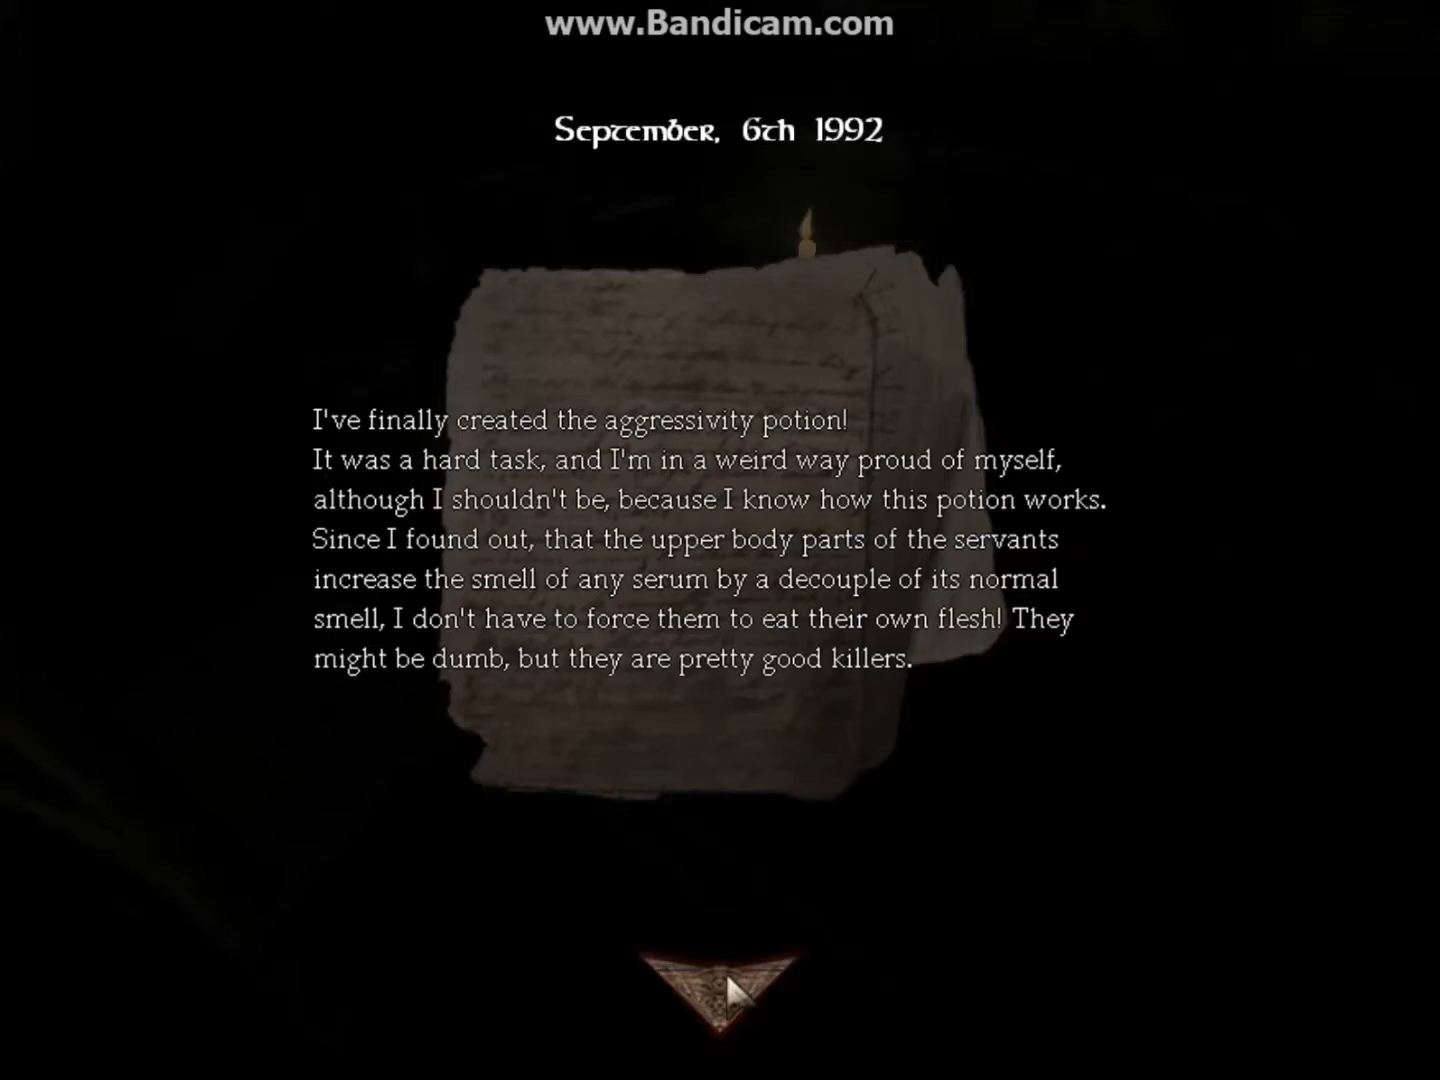 www.Bandicam.com
September, 6th 1992
I've finally created the aggressivity potion!
It was a hard task, and I'm in a weird way proud of myself,
although I shouldn't be, because I know how this potion works.
Since I found out, that the upper body parts of the servants
increase the smell of any serum by a decouple of its normal
smell, I don't have to force them to eat their own flesh! They
might be dumb, but they are pretty good killers.